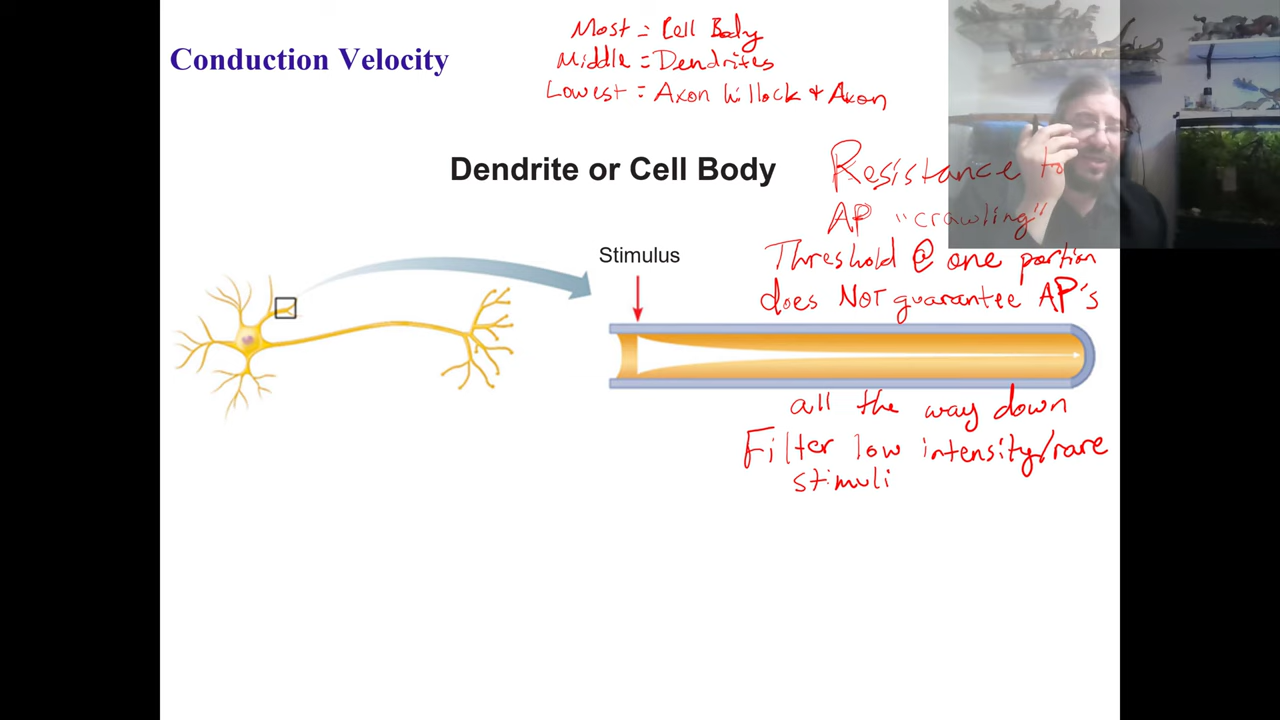 Conduction Velocity
Most = Cell Body
Middle = Dendrites
Lowest = Axon hillock + Axon
Dendrite or Cell Body
Resistance to
AP "crawling"
Threshold @ one portion
does NOT guarantee AP's
Stimulus
all the way down
Filter low intensity/rare
stimuli